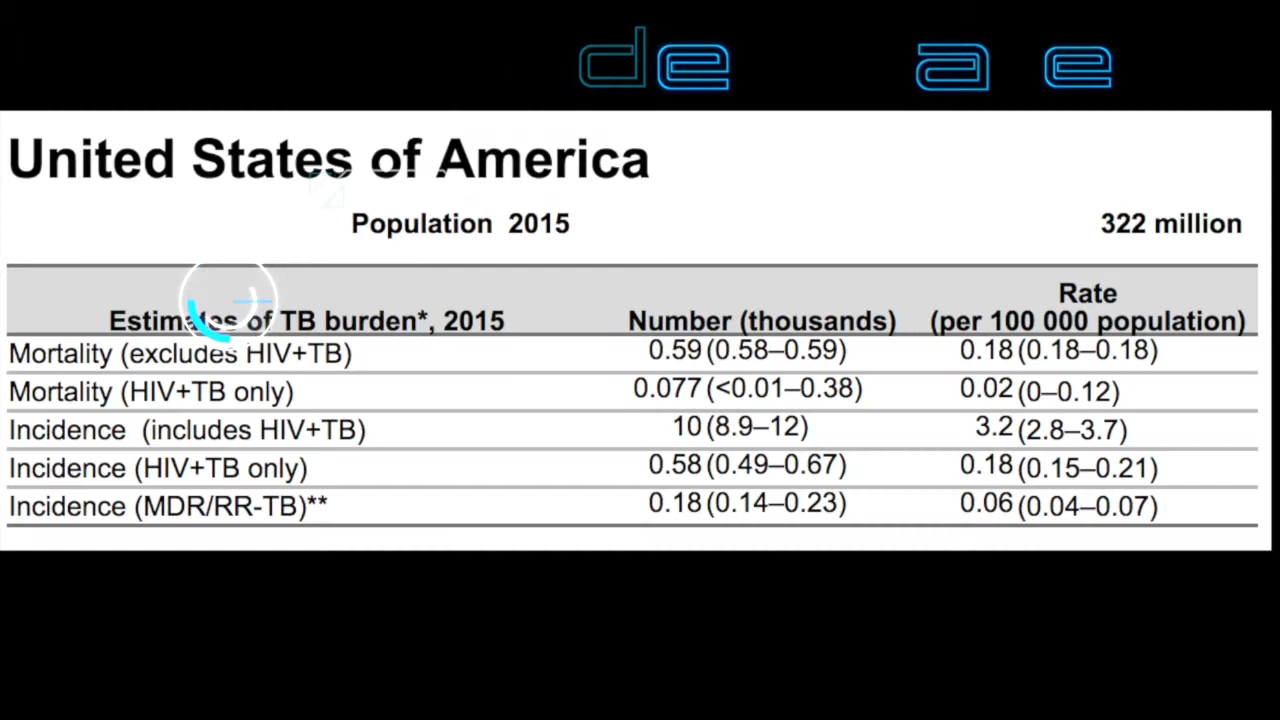 de a e
United States of America
Population 2015 322 million
Rate
Estimates of TB burden*, 2015 Number (thousands) (per 100 000 population)
Mortality (excludes HIV+TB) 0.59 (0.58–0.59) 0.18 (0.18–0.18)
Mortality (HIV+TB only) 0.077 (<0.01–0.38) 0.02 (0–0.12)
Incidence (includes HIV+TB) 10 (8.9–12) 3.2 (2.8–3.7)
Incidence (HIV+TB only) 0.58 (0.49–0.67) 0.18 (0.15–0.21)
Incidence (MDR/RR-TB)** 0.18 (0.14–0.23) 0.06 (0.04–0.07)